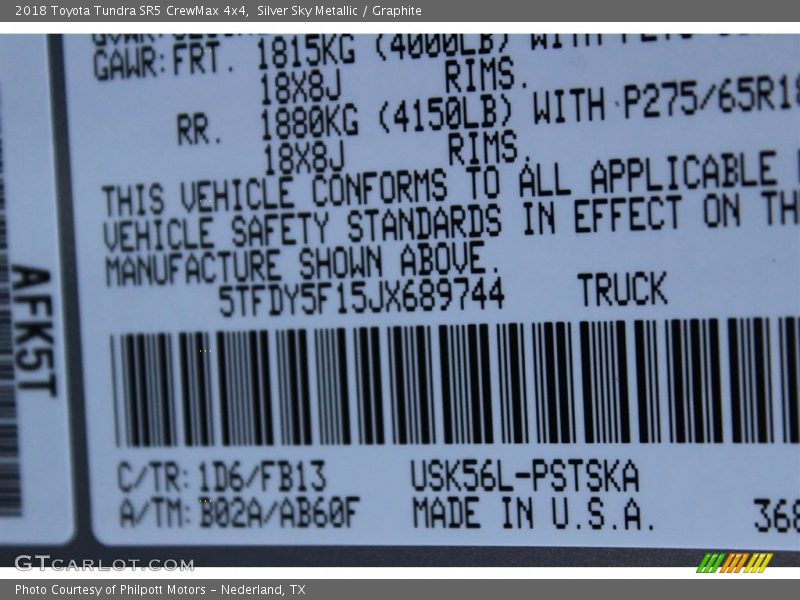 2018 Toyota Tundra SR5 CrewMax 4x4, Silver Sky Metallic / Graphite
GAWR:FRT. 1815KG (4000LB) WITH
18X8J RIMS.
RR. 1880KG (4150LB) WITH P275/65R18
18X8J RIMS.
THIS VEHICLE CONFORMS TO ALL APPLICABLE
VEHICLE SAFETY STANDARDS IN EFFECT ON TH
MANUFACTURE SHOWN ABOVE.
5TFDY5F15JX689744 TRUCK
AFK5T
C/TR:1D6/FB13 USK56L-PSTSKA
A/TM:B02A/AB60F MADE IN U.S.A. 368
GTCARLOT.COM
Photo Courtesy of Philpott Motors - Nederland, TX